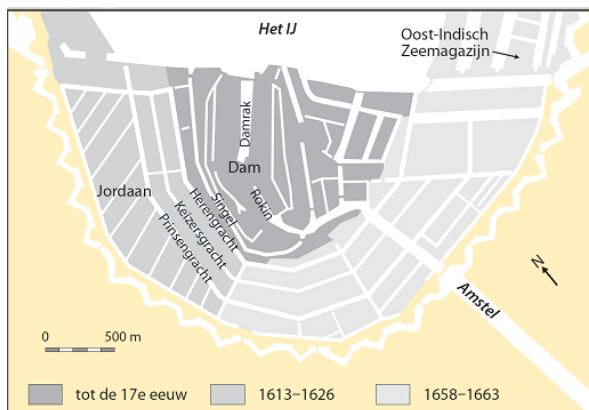 Het IJ
Oost-Indisch
Zeemagazijn
Damrak
Dam
Jordaan
Singel
Rokin
Herengracht
Keizersgracht
Prinsengracht
N
Amstel
0 500 m
tot de 17e eeuw
1613–1626
1658–1663